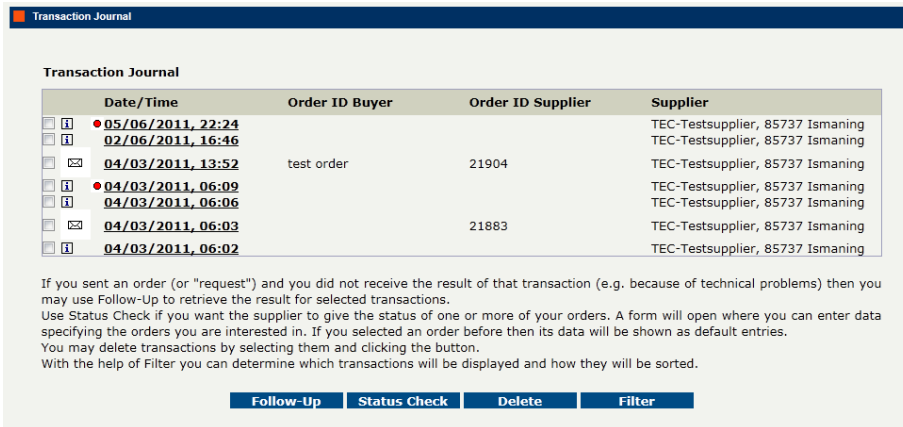 Transaction Journal
Transaction Journal
Date/Time Order ID Buyer Order ID Supplier Supplier
i 05/06/2011, 22:24 TEC-Testsupplier, 85737 Ismaning
i 02/06/2011, 16:46 TEC-Testsupplier, 85737 Ismaning
04/03/2011, 13:52 test order 21904 TEC-Testsupplier, 85737 Ismaning
i 04/03/2011, 06:09 TEC-Testsupplier, 85737 Ismaning
i 04/03/2011, 06:06 TEC-Testsupplier, 85737 Ismaning
04/03/2011, 06:03 21883 TEC-Testsupplier, 85737 Ismaning
i 04/03/2011, 06:02 TEC-Testsupplier, 85737 Ismaning
If you sent an order (or "request") and you did not receive the result of that transaction (e.g. because of technical problems) then you
may use Follow-Up to retrieve the result for selected transactions.
Use Status Check if you want the supplier to give the status of one or more of your orders. A form will open where you can enter data
specifying the orders you are interested in. If you selected an order before then its data will be shown as default entries.
You may delete transactions by selecting them and clicking the button.
With the help of Filter you can determine which transactions will be displayed and how they will be sorted.
Follow-Up Status Check Delete Filter